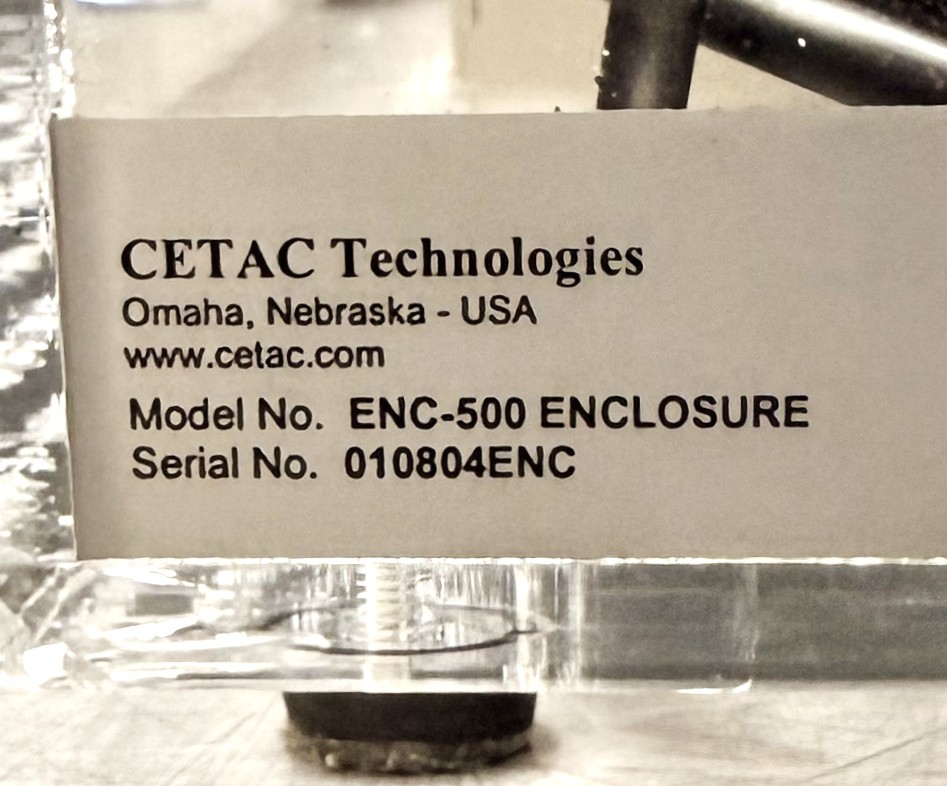 CETAC Technologies
Omaha, Nebraska - USA
www.cetac.com
Model No. ENC-500 ENCLOSURE
Serial No. 010804ENC